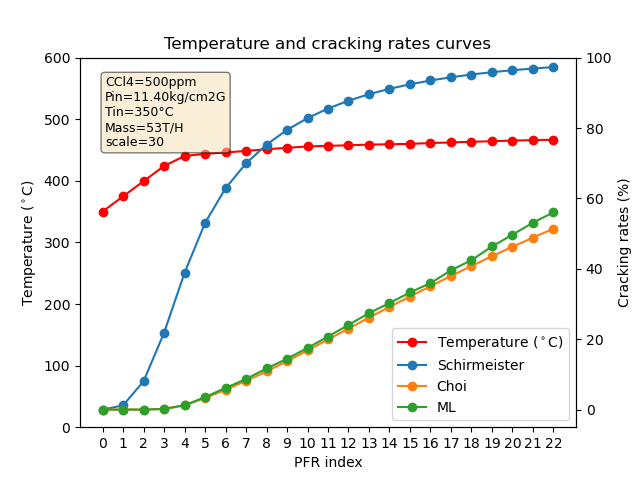 Temperature and cracking rates curves
CCl4=500ppm
Pin=11.40kg/cm2G
Tin=350°C
Mass=53T/H
scale=30
Temperature (°C)
600
500
400
300
200
100
0
Cracking rates (%)
100
80
60
40
20
0
Temperature (°C)
Schirmeister
Choi
ML
0 1 2 3 4 5 6 7 8 9 10 11 12 13 14 15 16 17 18 19 20 21 22
PFR index